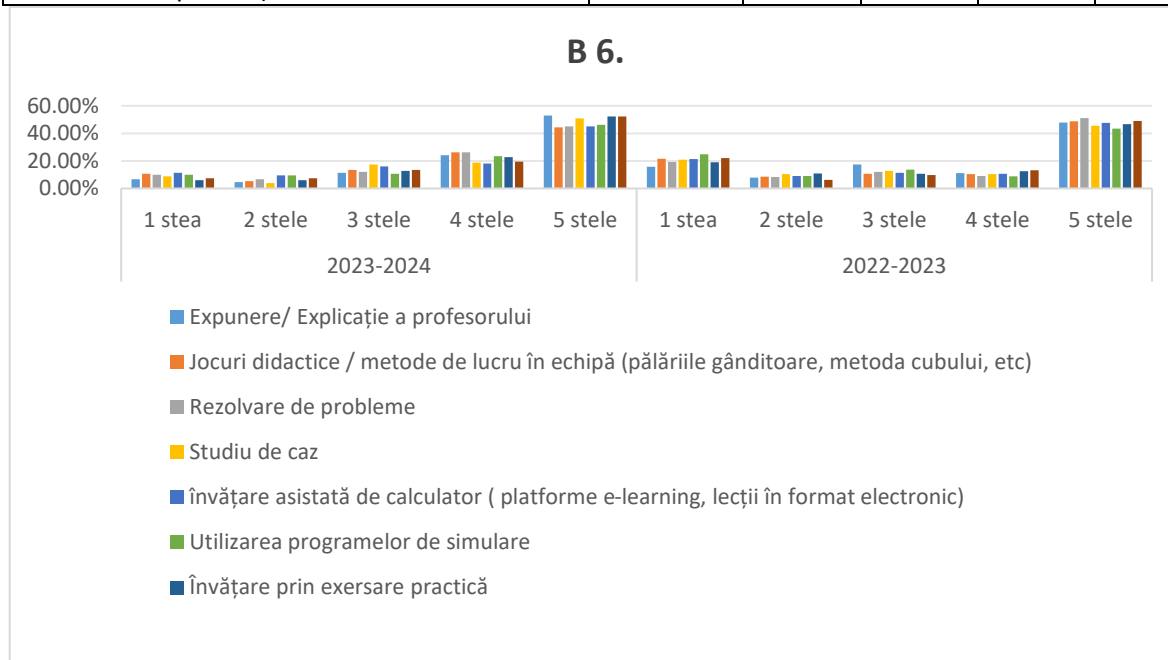 B 6.
60.00%
40.00%
20.00%
0.00%
1 stea 2 stele 3 stele 4 stele 5 stele 1 stea 2 stele 3 stele 4 stele 5 stele
2023-2024 2022-2023
Expunere/ Explicație a profesorului
Jocuri didactice / metode de lucru în echipă (pălăriile gânditoare, metoda cubului, etc)
Rezolvare de probleme
Studiu de caz
învățare asistată de calculator ( platforme e-learning, lecții în format electronic)
Utilizarea programelor de simulare
Învățare prin exersare practică